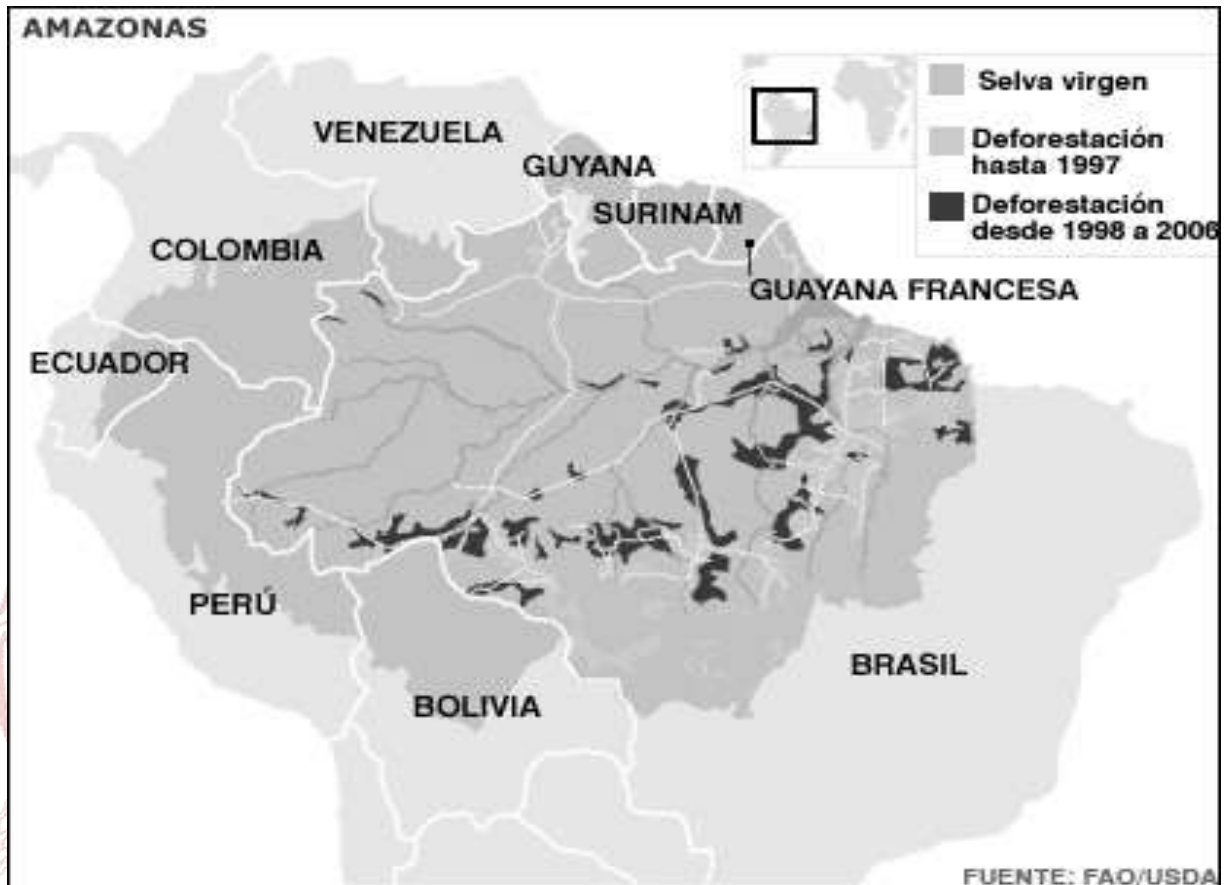 AMAZONAS
Selva virgen
Deforestación
hasta 1997
Deforestación
desde 1998 a 2006
VENEZUELA
GUYANA
SURINAM
COLOMBIA
GUAYANA FRANCESA
ECUADOR
PERÚ
BRASIL
BOLIVIA
FUENTE: FAO/USDA